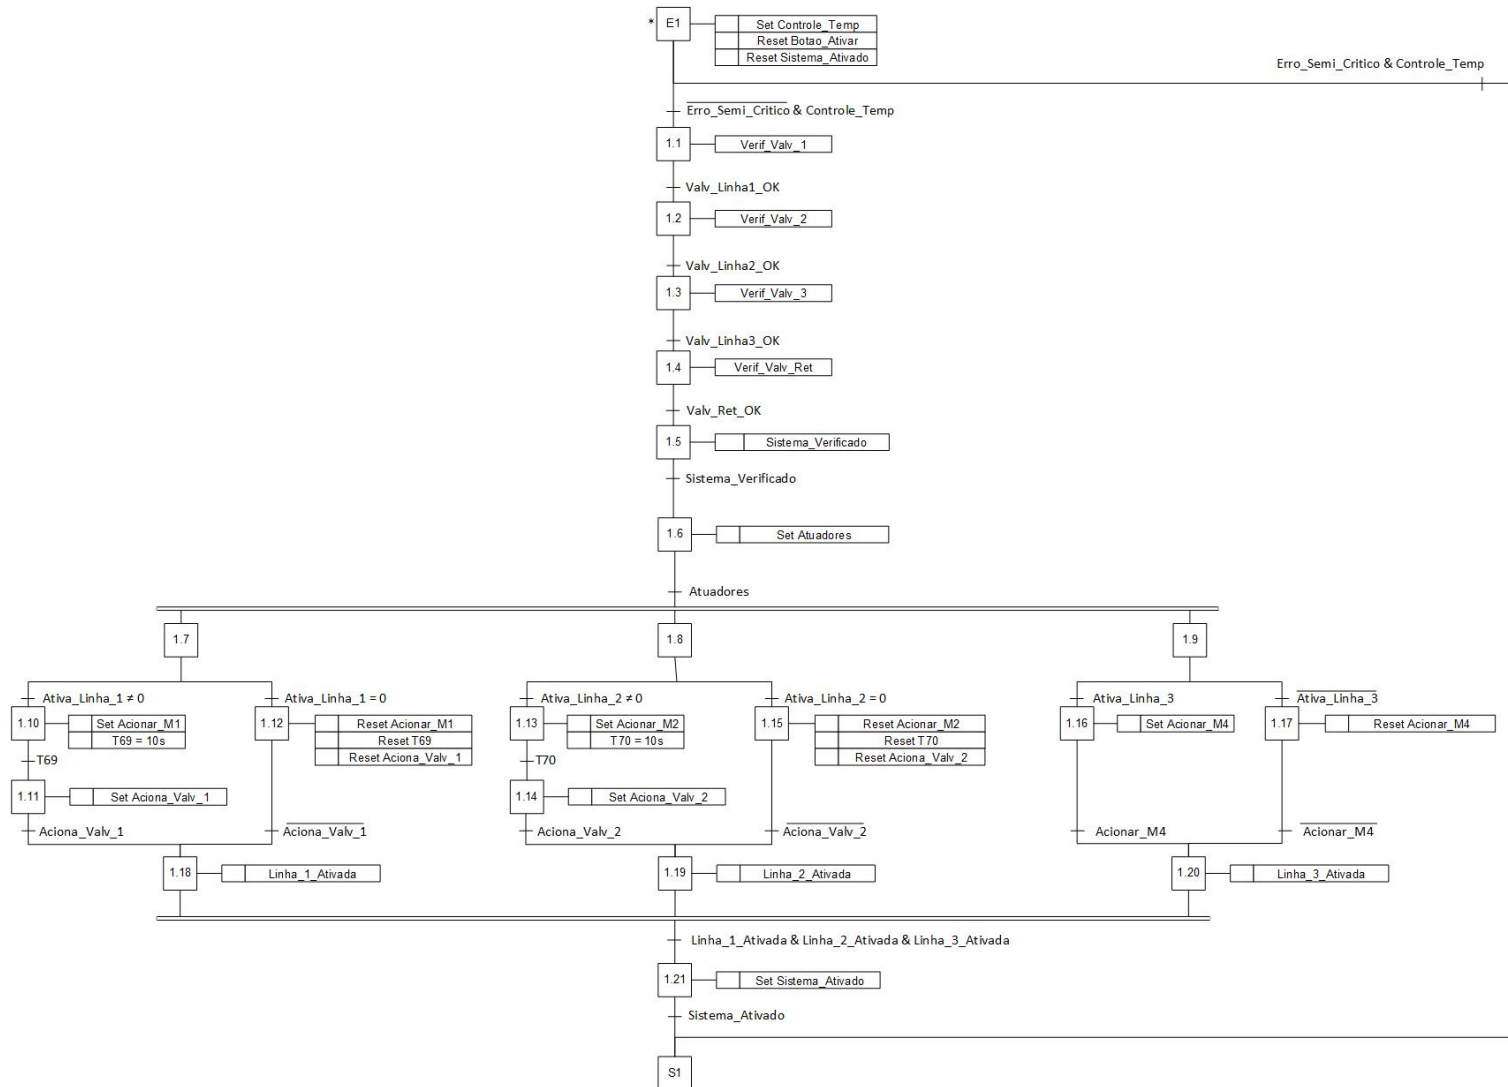 * E1
Set Controle_Temp
Reset Botao_Ativar
Reset Sistema_Ativado
Erro_Semi_Critico & Controle_Temp
Erro_Semi_Critico & Controle_Temp
1.1 Verif_Valv_1
Valv_Linha1_OK
1.2 Verif_Valv_2
Valv_Linha2_OK
1.3 Verif_Valv_3
Valv_Linha3_OK
1.4 Verif_Valv_Ret
Valv_Ret_OK
1.5 Sistema_Verificado
Sistema_Verificado
1.6 Set Atuadores
Atuadores
1.7 1.8 1.9
Ativa_Linha_1 ≠ 0 Ativa_Linha_1 = 0 Ativa_Linha_2 ≠ 0 Ativa_Linha_2 = 0 Ativa_Linha_3 Ativa_Linha_3
1.10 Set Acionar_M1 1.12 Reset Acionar_M1 1.13 Set Acionar_M2 1.15 Reset Acionar_M2 1.16 Set Acionar_M4 1.17 Reset Acionar_M4
T69 = 10s Reset T69 T70 = 10s Reset T70
T69 Reset Aciona_Valv_1 T70 Reset Aciona_Valv_2
1.11 Set Aciona_Valv_1 1.14 Set Aciona_Valv_2
Aciona_Valv_1 Aciona_Valv_1 Aciona_Valv_2 Aciona_Valv_2 Acionar_M4 Acionar_M4
1.18 Linha_1_Ativada 1.19 Linha_2_Ativada 1.20 Linha_3_Ativada
Linha_1_Ativada & Linha_2_Ativada & Linha_3_Ativada
1.21 Set Sistema_Ativado
Sistema_Ativado
S1